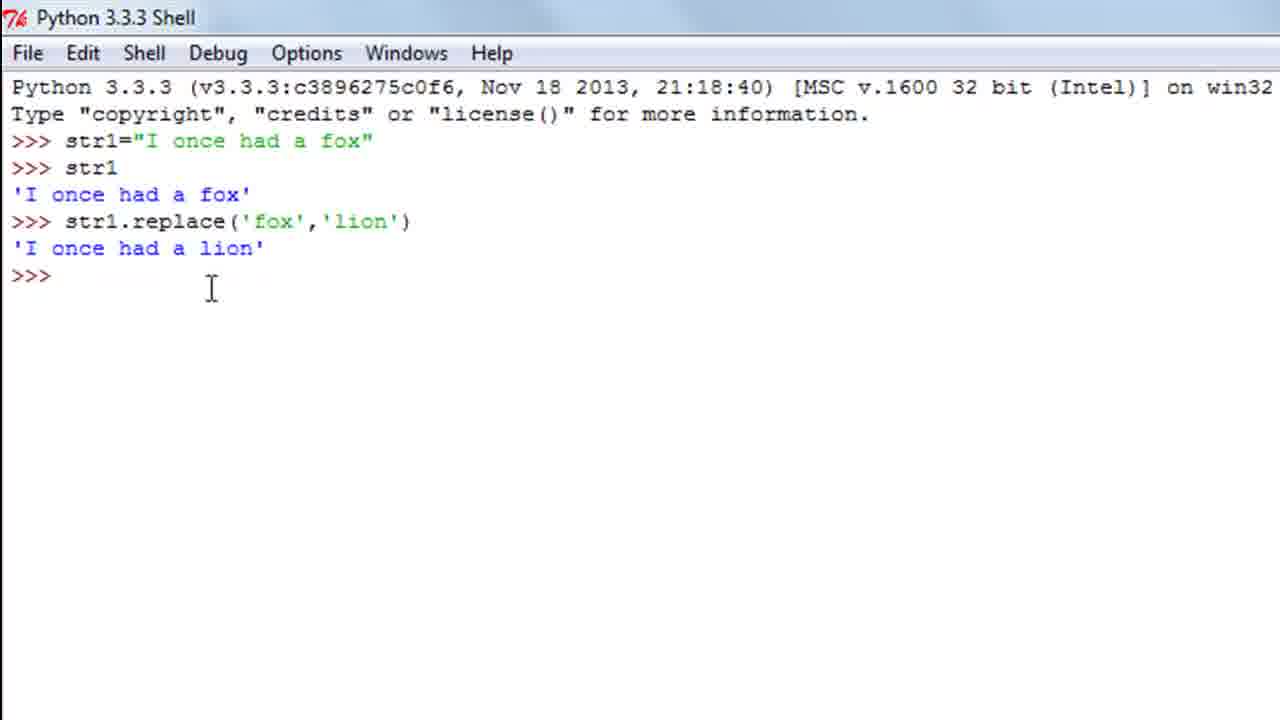 Python 3.3.3 Shell
File Edit Shell Debug Options Windows Help
Python 3.3.3 (v3.3.3:c3896275c0f6, Nov 18 2013, 21:18:40) [MSC v.1600 32 bit (Intel)] on win32
Type "copyright", "credits" or "license()" for more information.
>>> str1="I once had a fox"
>>> str1
'I once had a fox'
>>> str1.replace('fox','lion')
'I once had a lion'
>>>